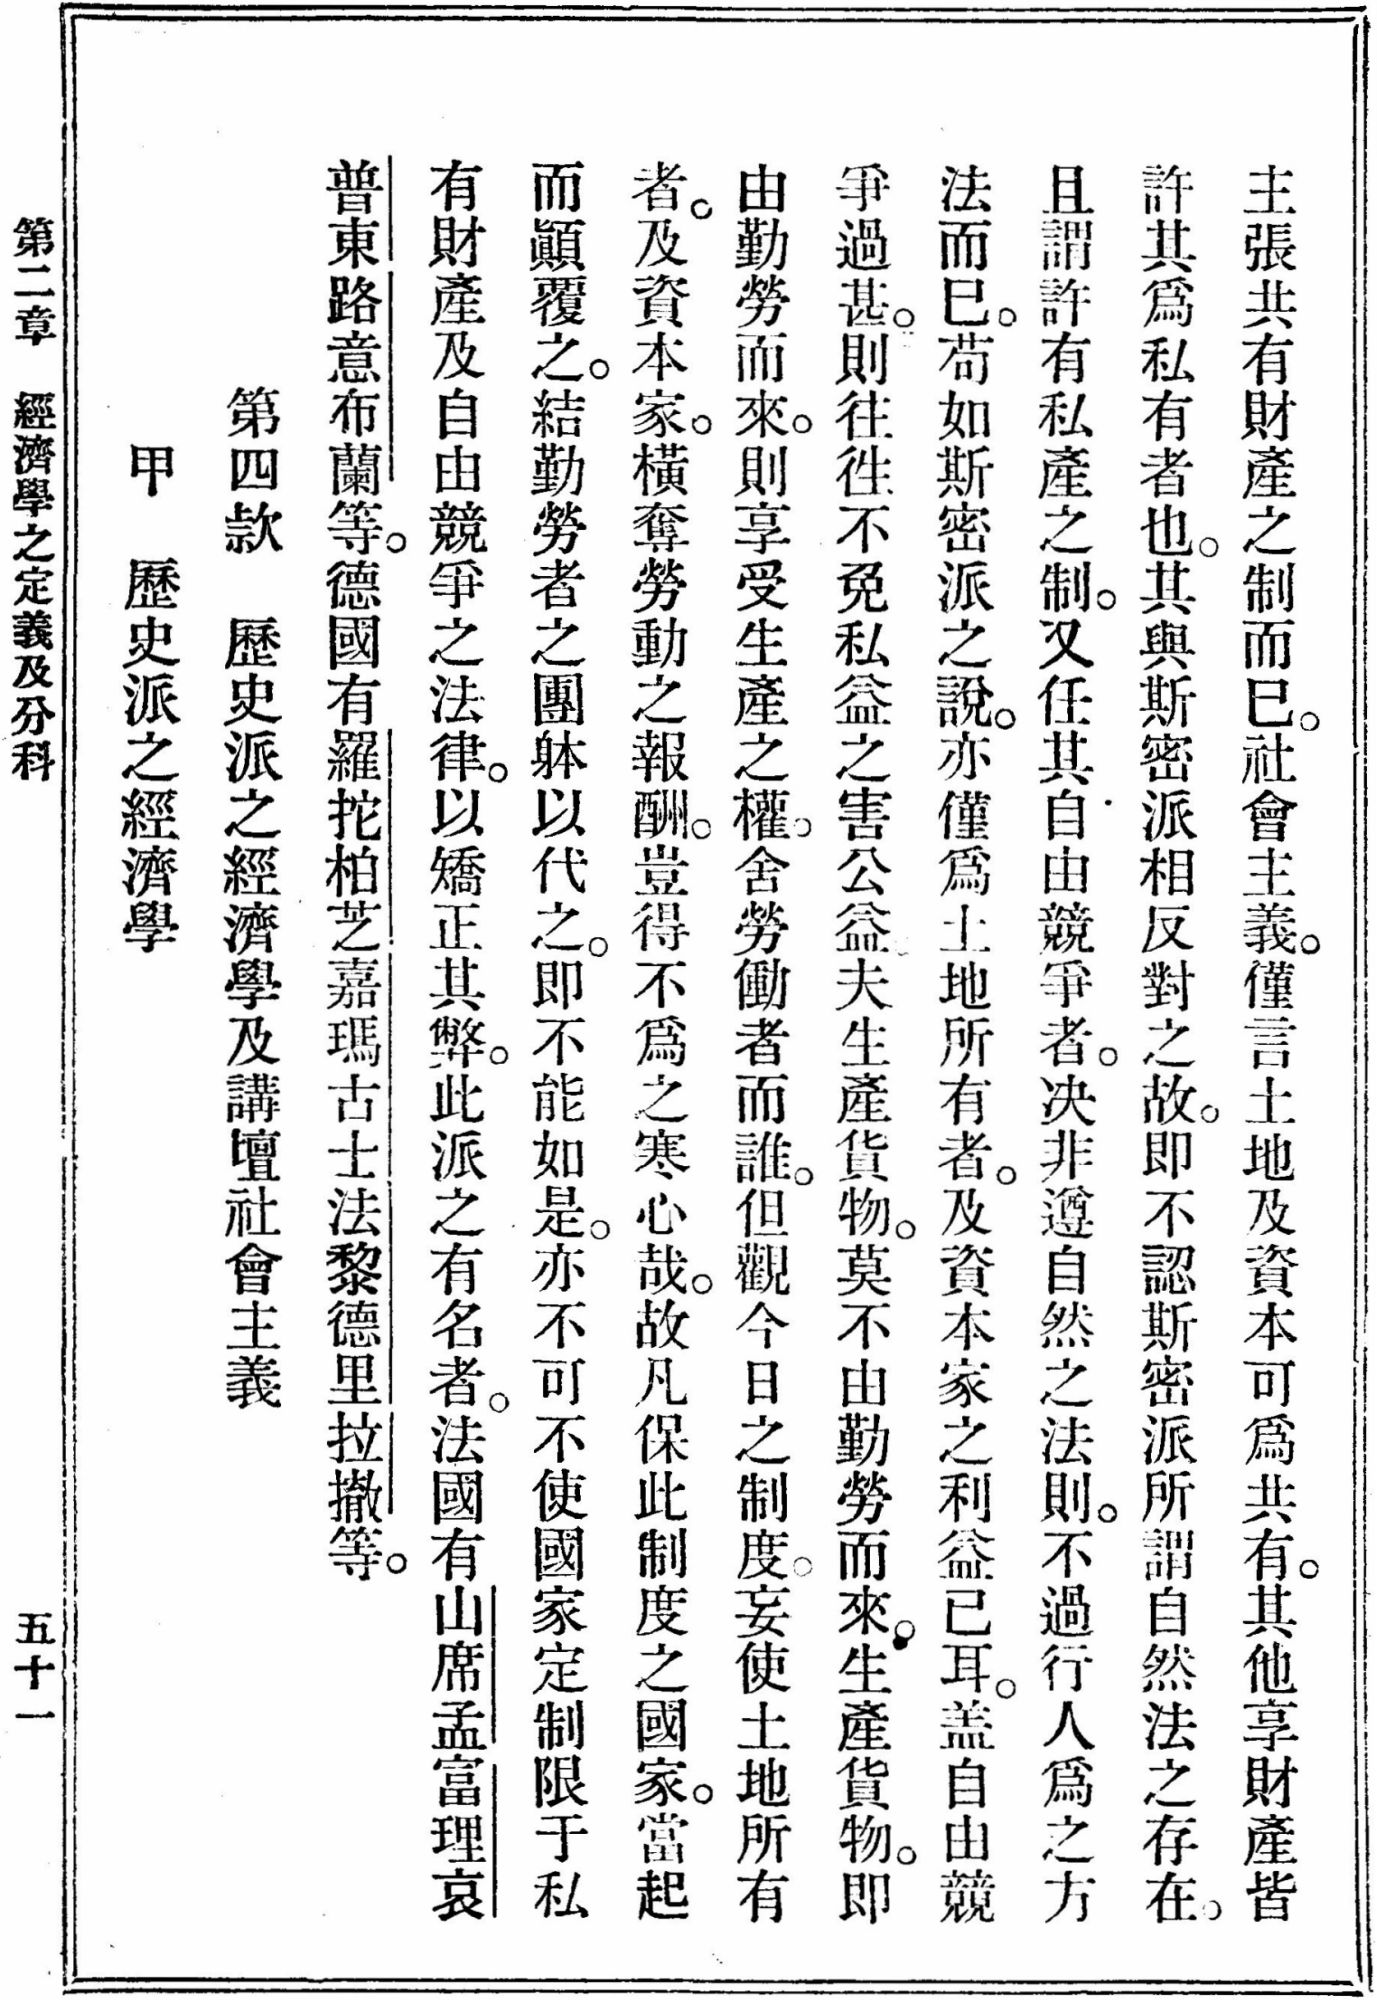 主張共有財產之制而已。社會主義。僅言土地及資本可爲共有。其他享財產皆
許其爲私有者也。其與斯密派相反對之故。即不認斯密派所謂自然法之存在。
且謂許有私產之制。又任其自由競爭者。决非遵自然之法則。不過行人爲之方
法而已。苟如斯密派之說。亦僅爲土地所有者。及資本家之利益已耳。盖自由競
爭過甚。則往往不免私益之害公益。夫生產貨物。莫不由勤勞而來。生產貨物。即
由勤勞而來。則享受生產之權。舍勞働者而誰。但觀今日之制度。妄使土地所有
者。及資本家。橫奪勞動之報酬。豈得不爲之寒心哉。故凡保此制度之國家。當起
而顚覆之。結勤勞者之團躰以代之。即不能如是。亦不可不使國家定制限于私
有財產及自由競爭之法律。以矯正其弊。此派之有名者。法國有山席孟富理哀
普東路意布蘭等。德國有羅挓柏芝嘉瑪古士法黎德里拉撒等。
第四款　歷史派之經濟學及講壇社會主義
甲　歷史派之經濟學
第二章　經濟學之定義及分科　五十一